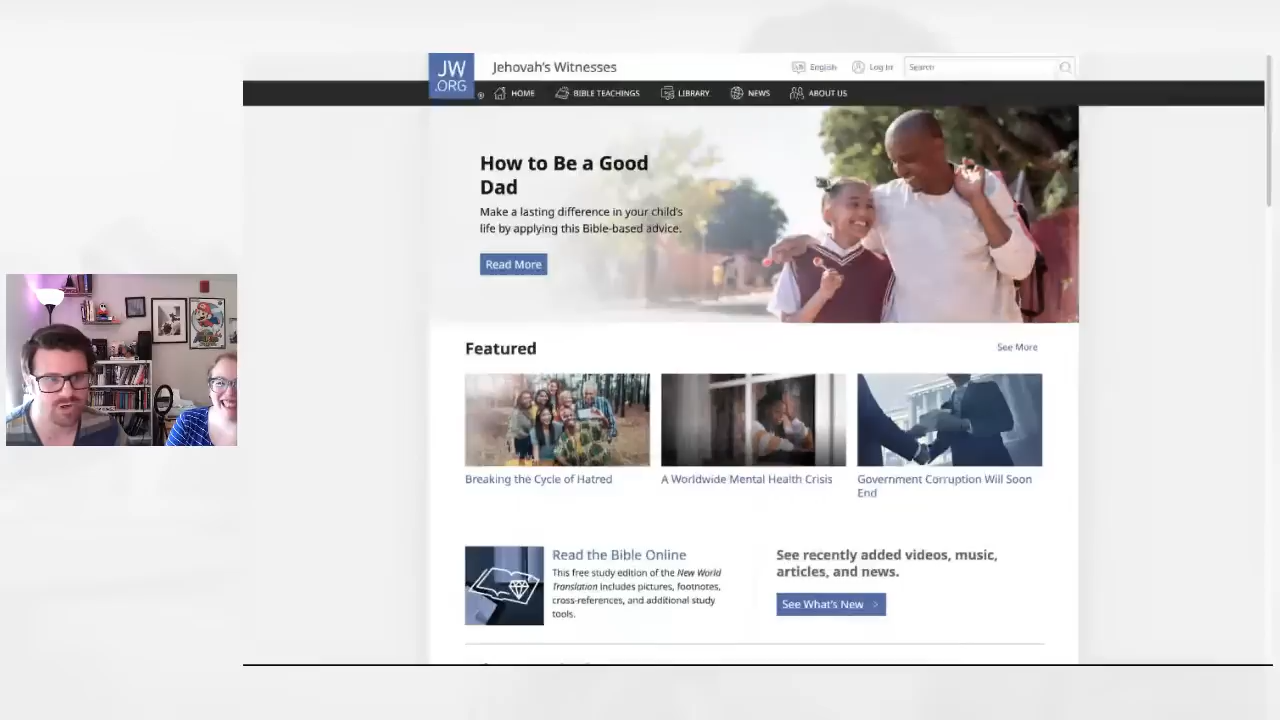 JW
.ORG
Jehovah's Witnesses
English
Log In
Search
HOME
BIBLE TEACHINGS
LIBRARY
NEWS
ABOUT US
How to Be a Good
Dad
Make a lasting difference in your child's
life by applying this Bible-based advice.
Read More
Featured
See More
Breaking the Cycle of Hatred
A Worldwide Mental Health Crisis
Government Corruption Will Soon
End
Read the Bible Online
This free study edition of the New World
Translation includes pictures, footnotes,
cross-references, and additional study
tools.
See recently added videos, music,
articles, and news.
See What's New